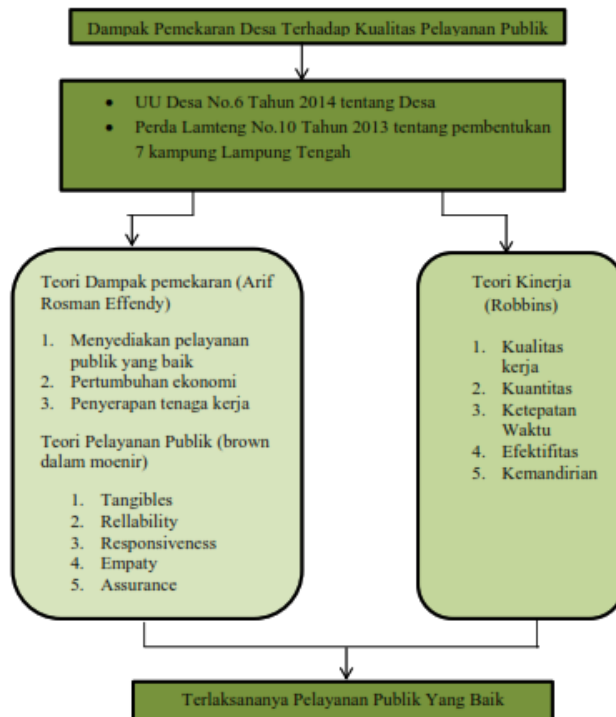 Dampak Pemekaran Desa Terhadap Kualitas Pelayanan Publik
• UU Desa No.6 Tahun 2014 tentang Desa
• Perda Lamteng No.10 Tahun 2013 tentang pembentukan
7 kampung Lampung Tengah
Teori Dampak pemekaran (Arif
Rosman Effendy)
1. Menyediakan pelayanan
publik yang baik
2. Pertumbuhan ekonomi
3. Penyerapan tenaga kerja
Teori Pelayanan Publik (brown
dalam moenir)
1. Tangibles
2. Rellability
3. Responsiveness
4. Empaty
5. Assurance
Teori Kinerja
(Robbins)
1. Kualitas
kerja
2. Kuantitas
3. Ketepatan
Waktu
4. Efektifitas
5. Kemandirian
Terlaksananya Pelayanan Publik Yang Baik